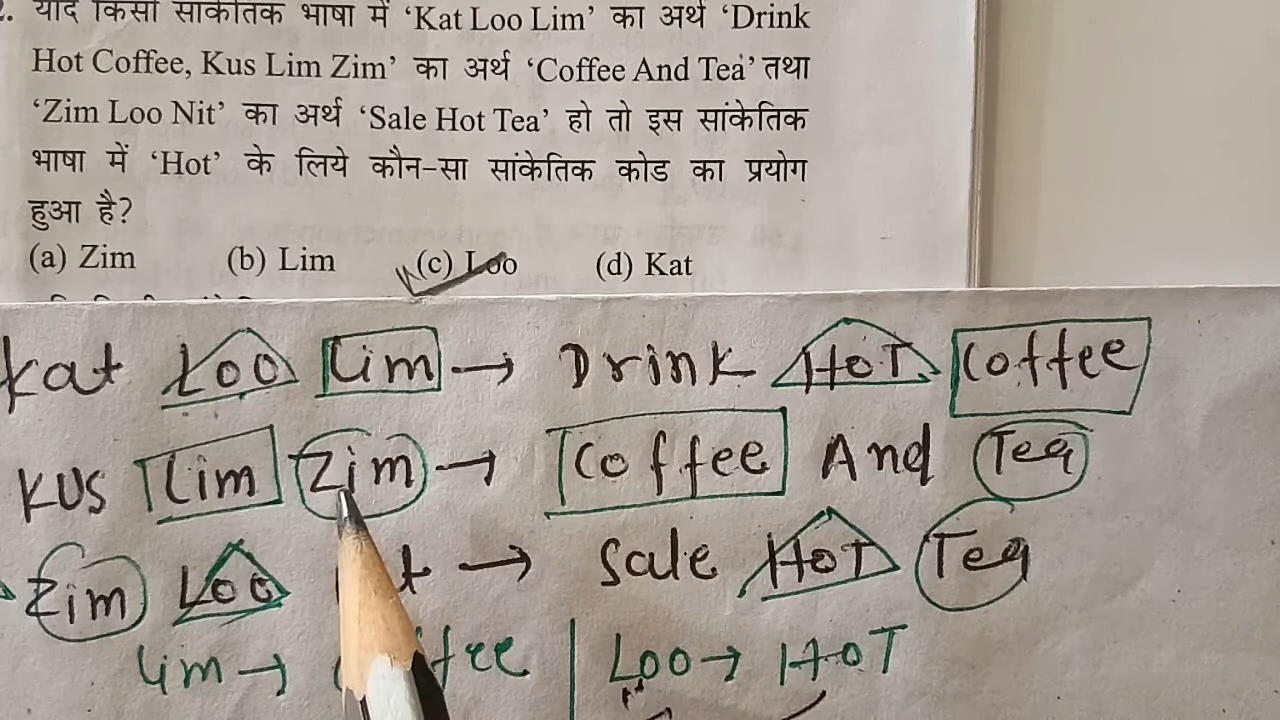 2. यदि किसी सांकेतिक भाषा में ‘Kat Loo Lim’ का अर्थ ‘Drink
Hot Coffee, Kus Lim Zim’ का अर्थ ‘Coffee And Tea’ तथा
‘Zim Loo Nit’ का अर्थ ‘Sale Hot Tea’ हो तो इस सांकेतिक
भाषा में ‘Hot’ के लिये कौन-सा सांकेतिक कोड का प्रयोग
हुआ है?
(a) Zim (b) Lim (c) Loo (d) Kat
Kat Loo Lim → Drink HOT Coffee
KUS Lim Zim → Coffee And Tea
Zim Loo → Sale HOT Tea
Lim → | LOO → HOT